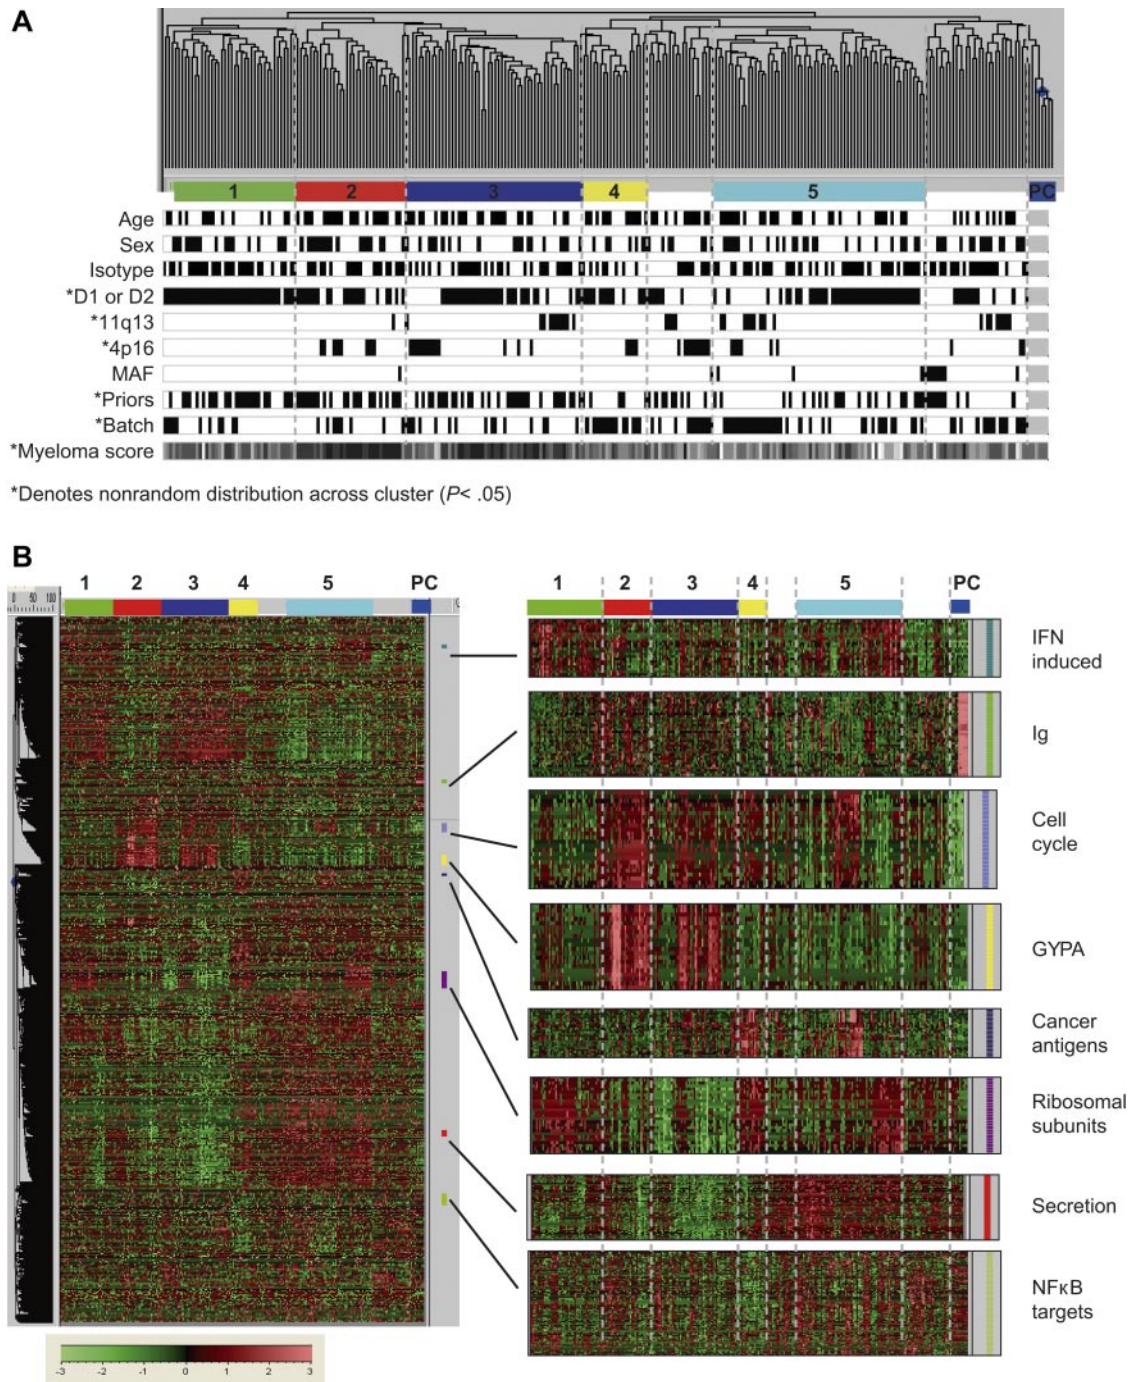 A
1 2 3 4 5 PC
Age
Sex
Isotype
*D1 or D2
*11q13
*4p16
MAF
*Priors
*Batch
*Myeloma score
*Denotes nonrandom distribution across cluster (P< .05)
B
1 2 3 4 5 PC
0 50 100
1 2 3 4 5 PC
IFN
induced
Ig
Cell
cycle
GYPA
Cancer
antigens
Ribosomal
subunits
Secretion
NFκB
targets
-3 -2 -1 0 1 2 3